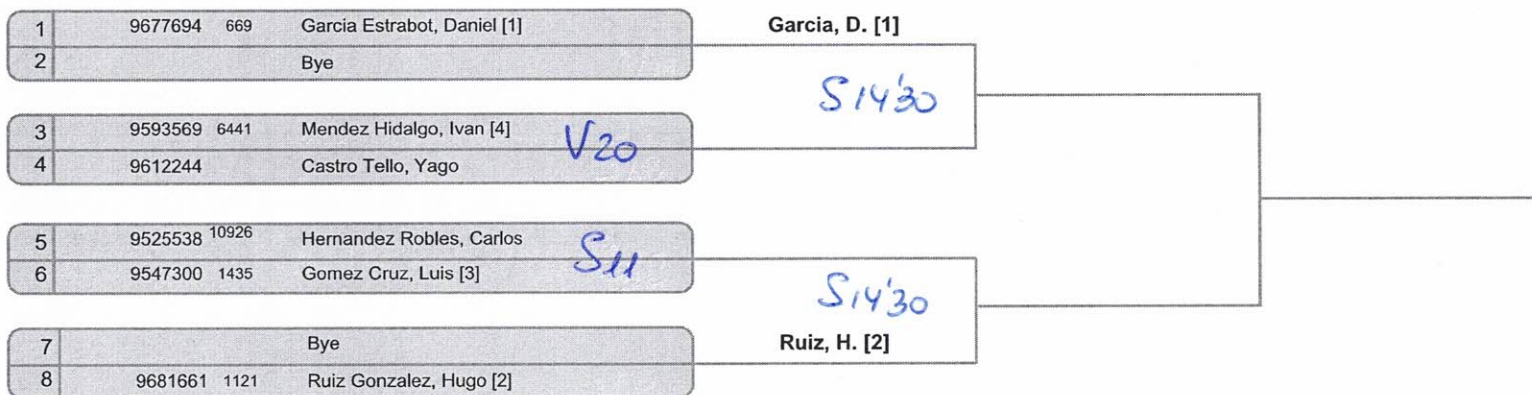 1 9677694 669 Garcia Estrabot, Daniel [1]
Garcia, D. [1]
2 Bye
S 14'30
3 9593569 6441 Mendez Hidalgo, Ivan [4]
V20
4 9612244 Castro Tello, Yago
5 9525538 10926 Hernandez Robles, Carlos
S11
6 9547300 1435 Gomez Cruz, Luis [3]
S14'30
7 Bye
Ruiz, H. [2]
8 9681661 1121 Ruiz Gonzalez, Hugo [2]